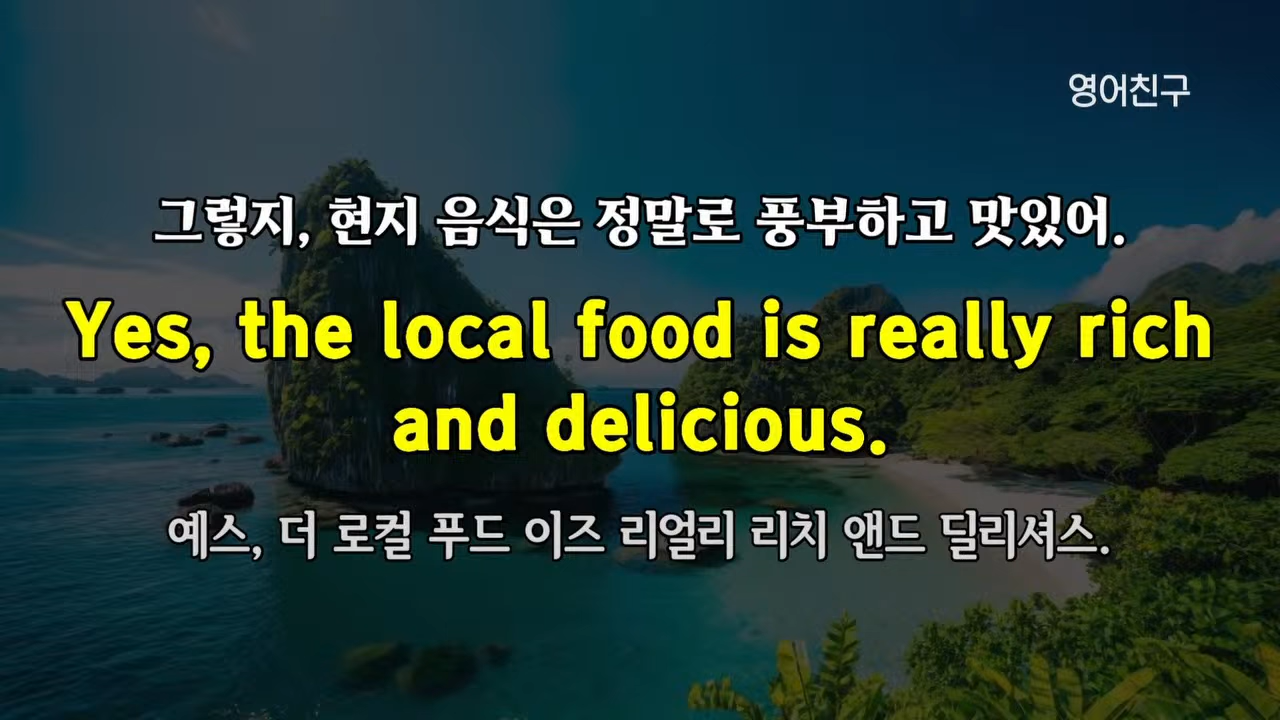 영어친구
그렇지, 현지 음식은 정말로 풍부하고 맛있어.
Yes, the local food is really rich
and delicious.
예스, 더 로컬 푸드 이즈 리얼리 리치 앤드 딜리셔스.